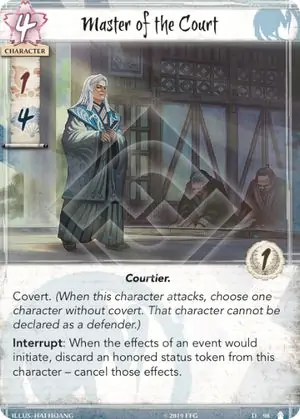 4
Master of the Court
CHARACTER
1
4
Courtier.
1
Covert. (When this character attacks, choose one
character without covert. That character cannot be
declared as a defender.)
Interrupt: When the effects of an event would
initiate, discard an honored status token from this
character – cancel those effects.
ILLUS: HAI HOANG
©2019 FFG